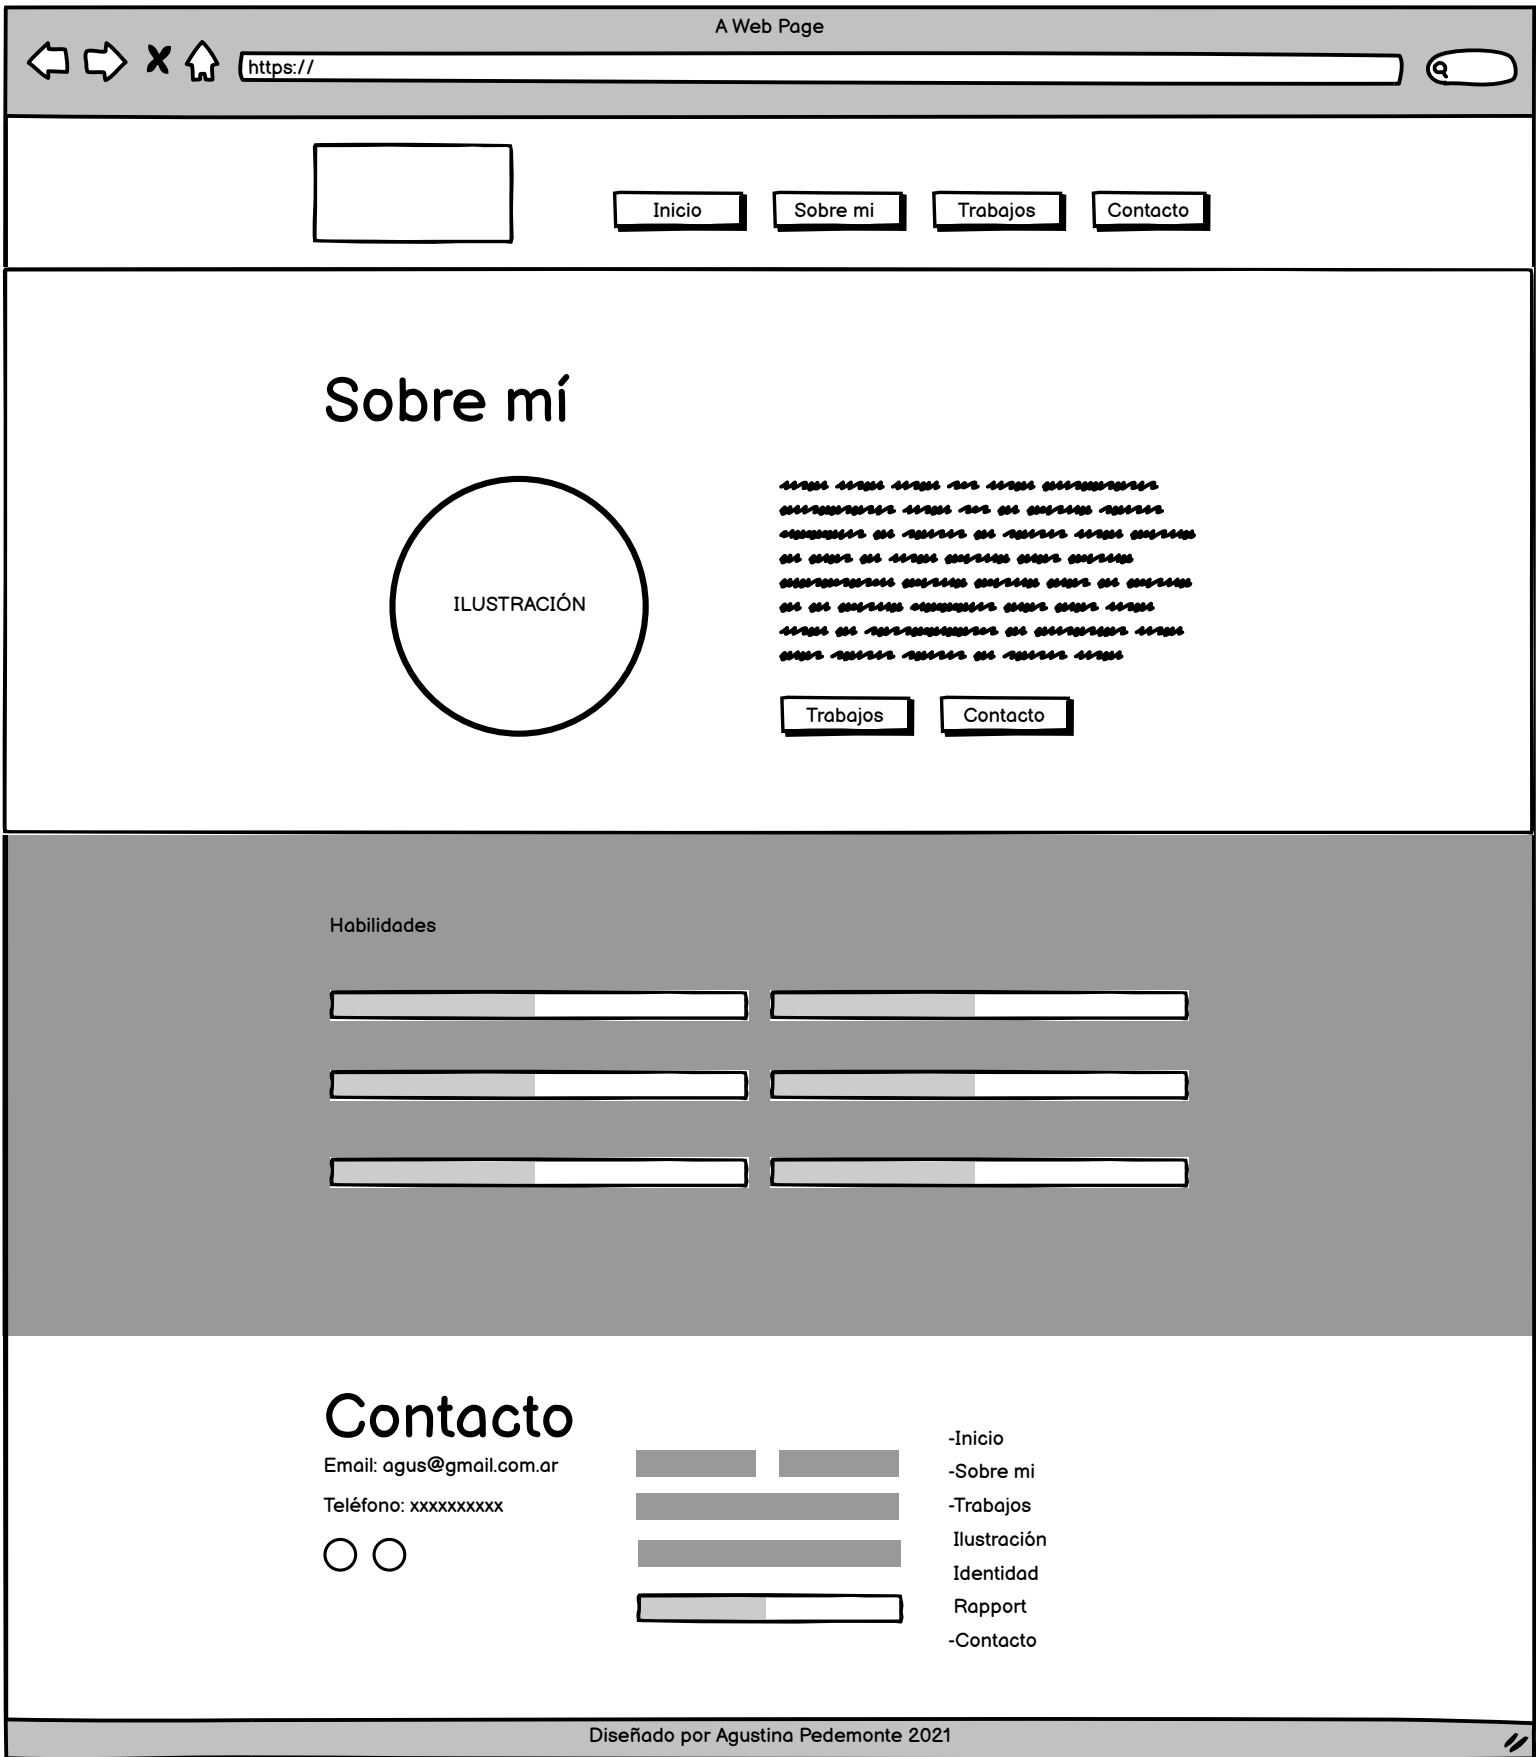 A Web Page
https://
Inicio
Sobre mi
Trabajos
Contacto
Sobre mí
ILUSTRACIÓN
Trabajos
Contacto
Habilidades
Contacto
Email: agus@gmail.com.ar
Teléfono: xxxxxxxxxx
-Inicio
-Sobre mi
-Trabajos
Ilustración
Identidad
Rapport
-Contacto
Diseñado por Agustina Pedemonte 2021